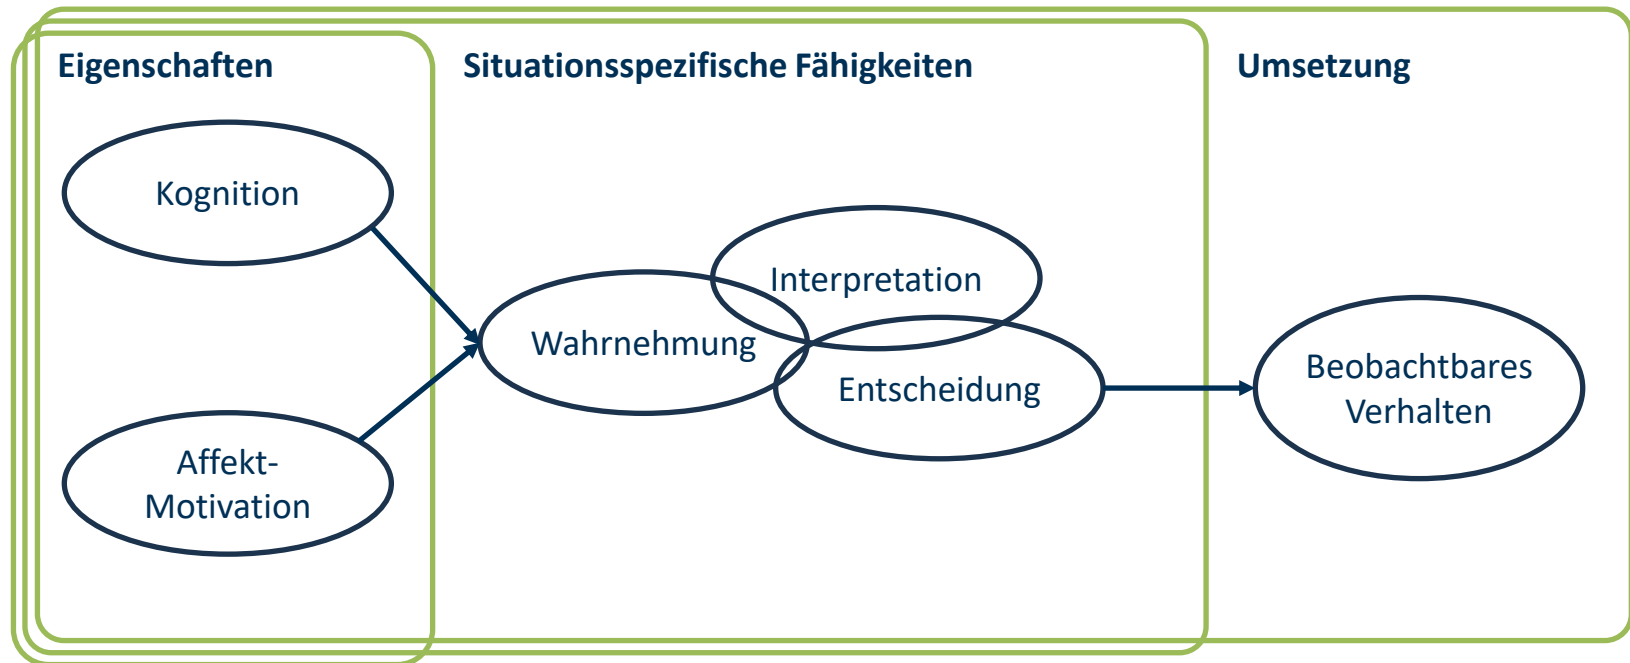 Eigenschaften
Situationsspezifische Fähigkeiten
Umsetzung
Kognition
Affekt-
Motivation
Wahrnehmung
Interpretation
Entscheidung
Beobachtbares
Verhalten